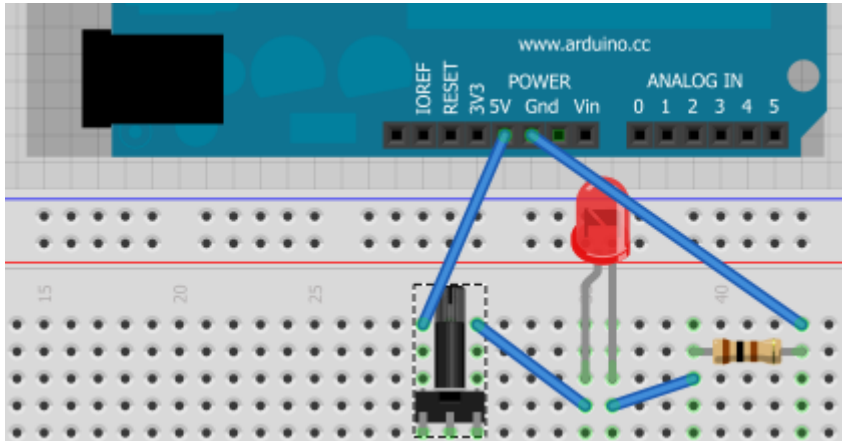 www.arduino.cc
POWER
ANALOG IN
IOREF
RESET
3V3
5V
Gnd
Vin
0 1 2 3 4 5
15
20
25
40